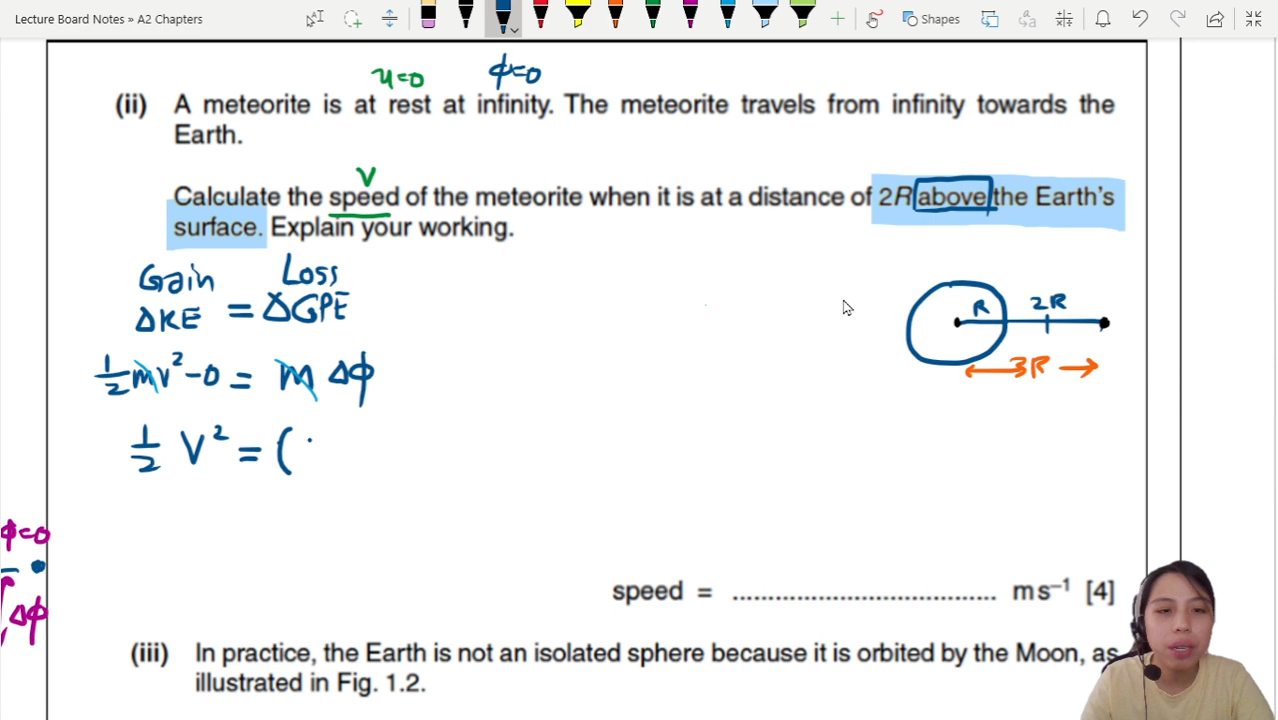 Lecture Board Notes » A2 Chapters
Shapes
u=0 φ=0
(ii) A meteorite is at rest at infinity. The meteorite travels from infinity towards the
Earth.
V
Calculate the speed of the meteorite when it is at a distance of 2R above the Earth's
surface. Explain your working.
Gain Loss
ΔKE = ΔGPE
R 2R
3R
½mv² - 0 = m Δφ
½ V² = (
φ=0
Δφ
speed = .................................... m s⁻¹ [4]
(iii) In practice, the Earth is not an isolated sphere because it is orbited by the Moon, as
illustrated in Fig. 1.2.